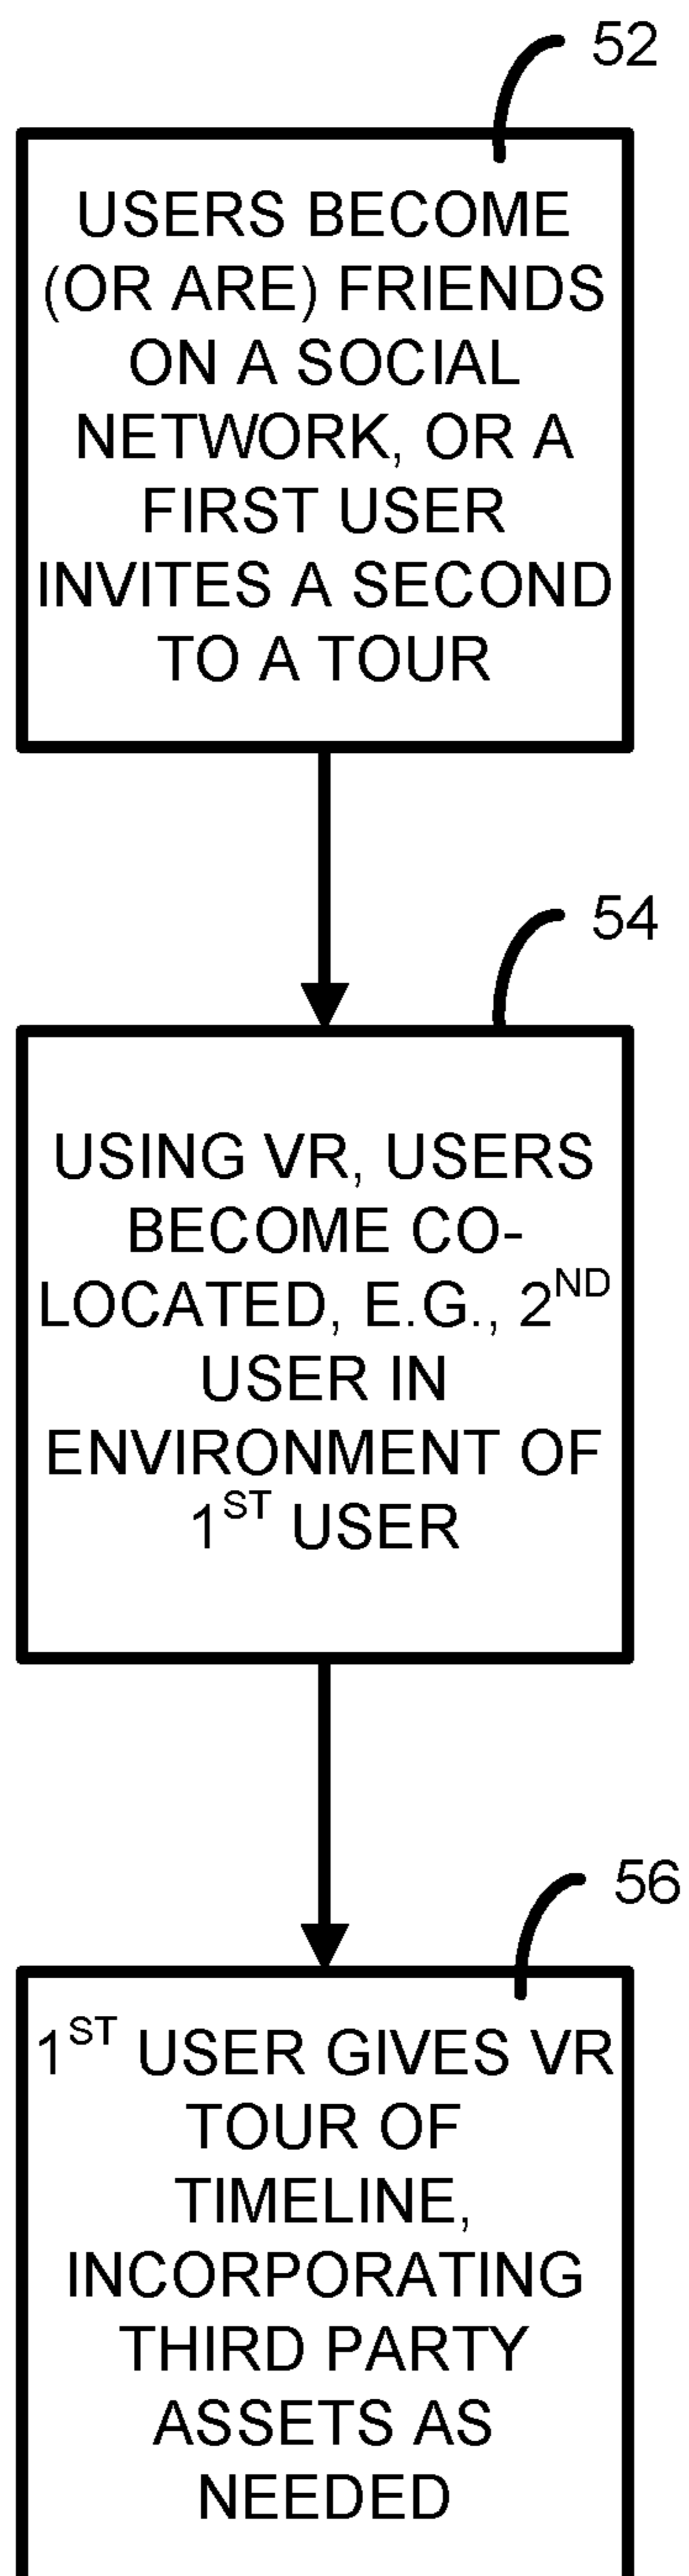 52
USERS BECOME
(OR ARE) FRIENDS
ON A SOCIAL
NETWORK, OR A
FIRST USER
INVITES A SECOND
TO A TOUR
54
USING VR, USERS
BECOME CO-
LOCATED, E.G., 2ND
USER IN
ENVIRONMENT OF
1ST USER
56
1ST USER GIVES VR
TOUR OF
TIMELINE,
INCORPORATING
THIRD PARTY
ASSETS AS
NEEDED